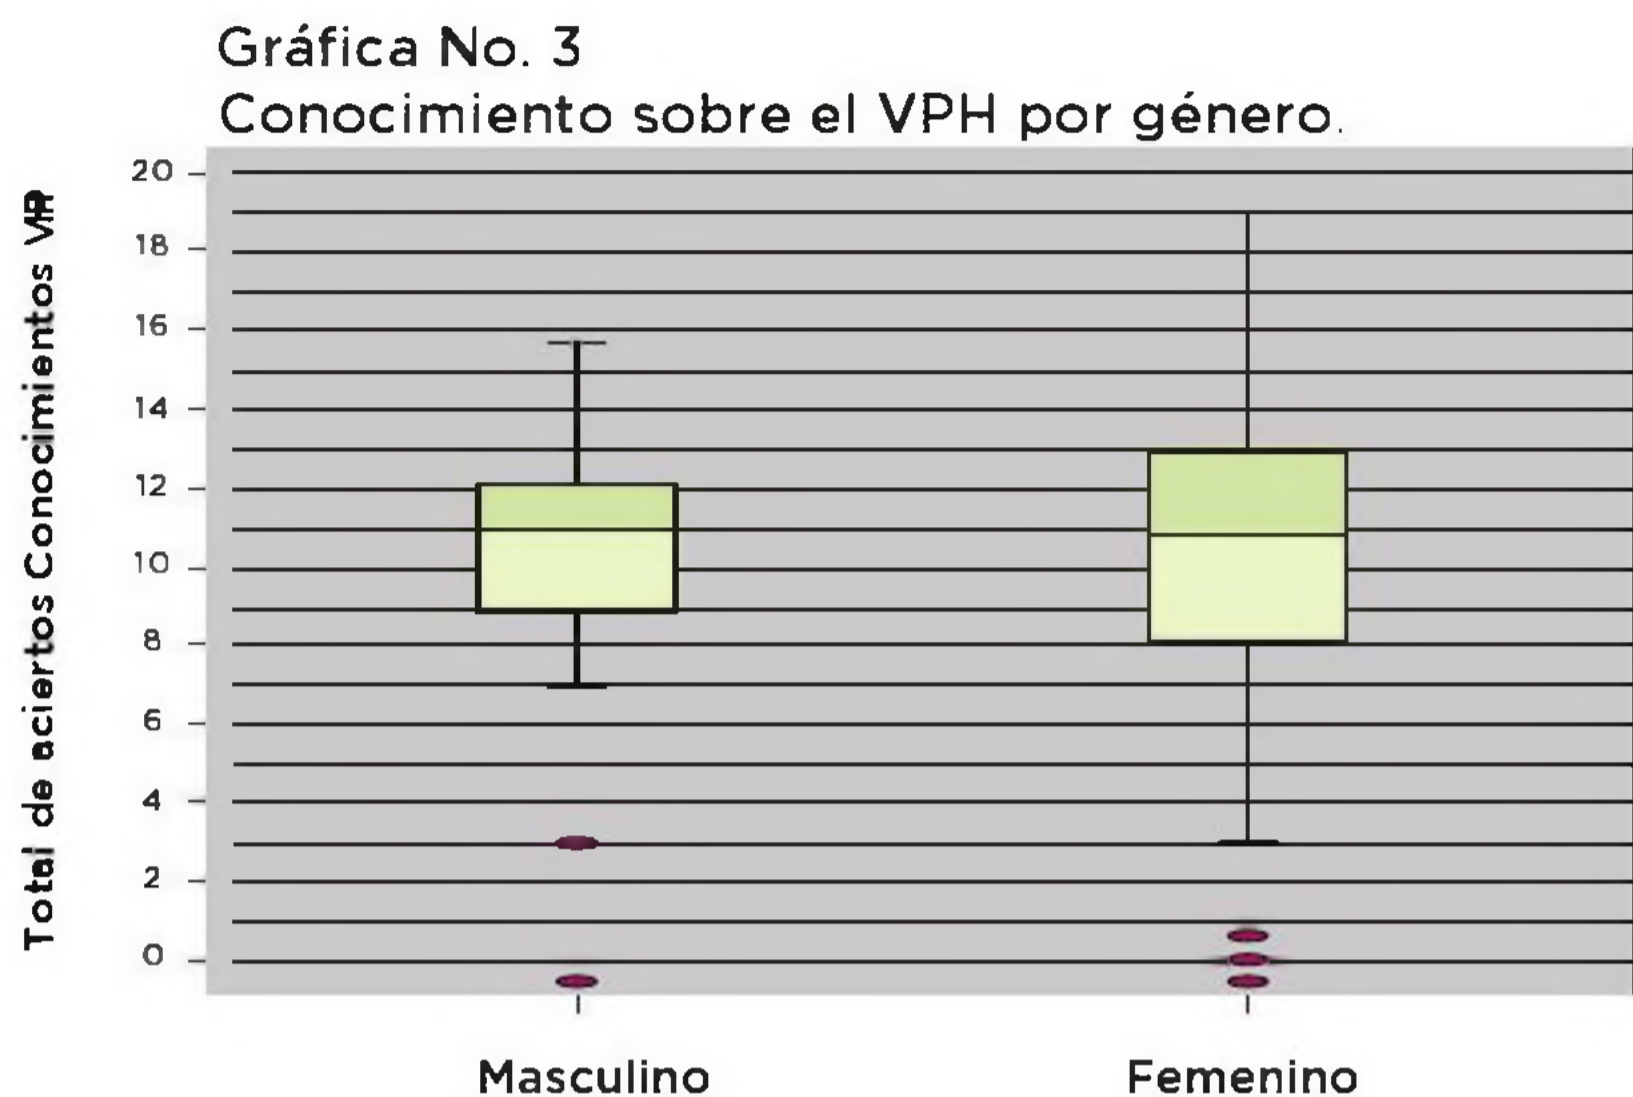 Gráfica No. 3
Conocimiento sobre el VPH por género.
Total de aciertos Conocimientos
20
18
16
14
12
10
8
6
4
2
0
Masculino
Femenino